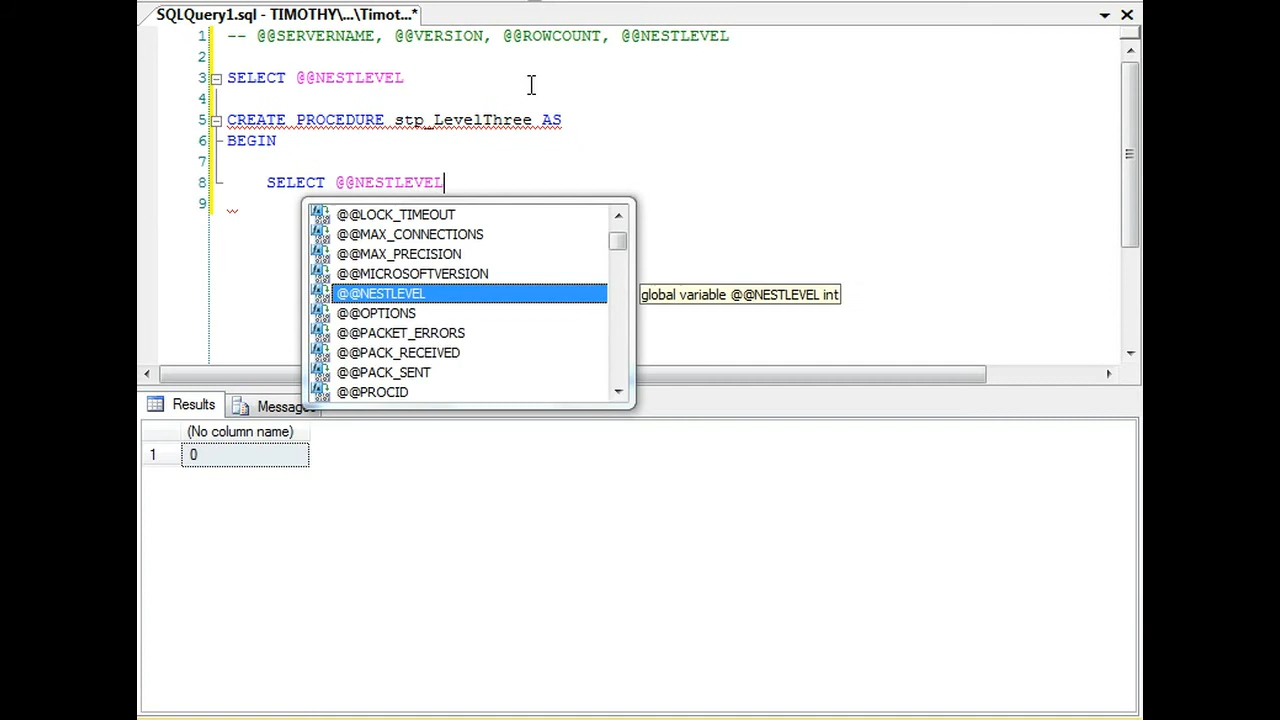 SQLQuery1.sql - TIMOTHY\...\Timot...*
1 -- @@SERVERNAME, @@VERSION, @@ROWCOUNT, @@NESTLEVEL
2
3 SELECT @@NESTLEVEL
4
5 CREATE PROCEDURE stp_LevelThree AS
6 BEGIN
7
8 SELECT @@NESTLEVEL
9
@@LOCK_TIMEOUT
@@MAX_CONNECTIONS
@@MAX_PRECISION
@@MICROSOFTVERSION
@@NESTLEVEL
global variable @@NESTLEVEL int
@@OPTIONS
@@PACKET_ERRORS
@@PACK_RECEIVED
@@PACK_SENT
@@PROCID
Results Messages
(No column name)
1 0